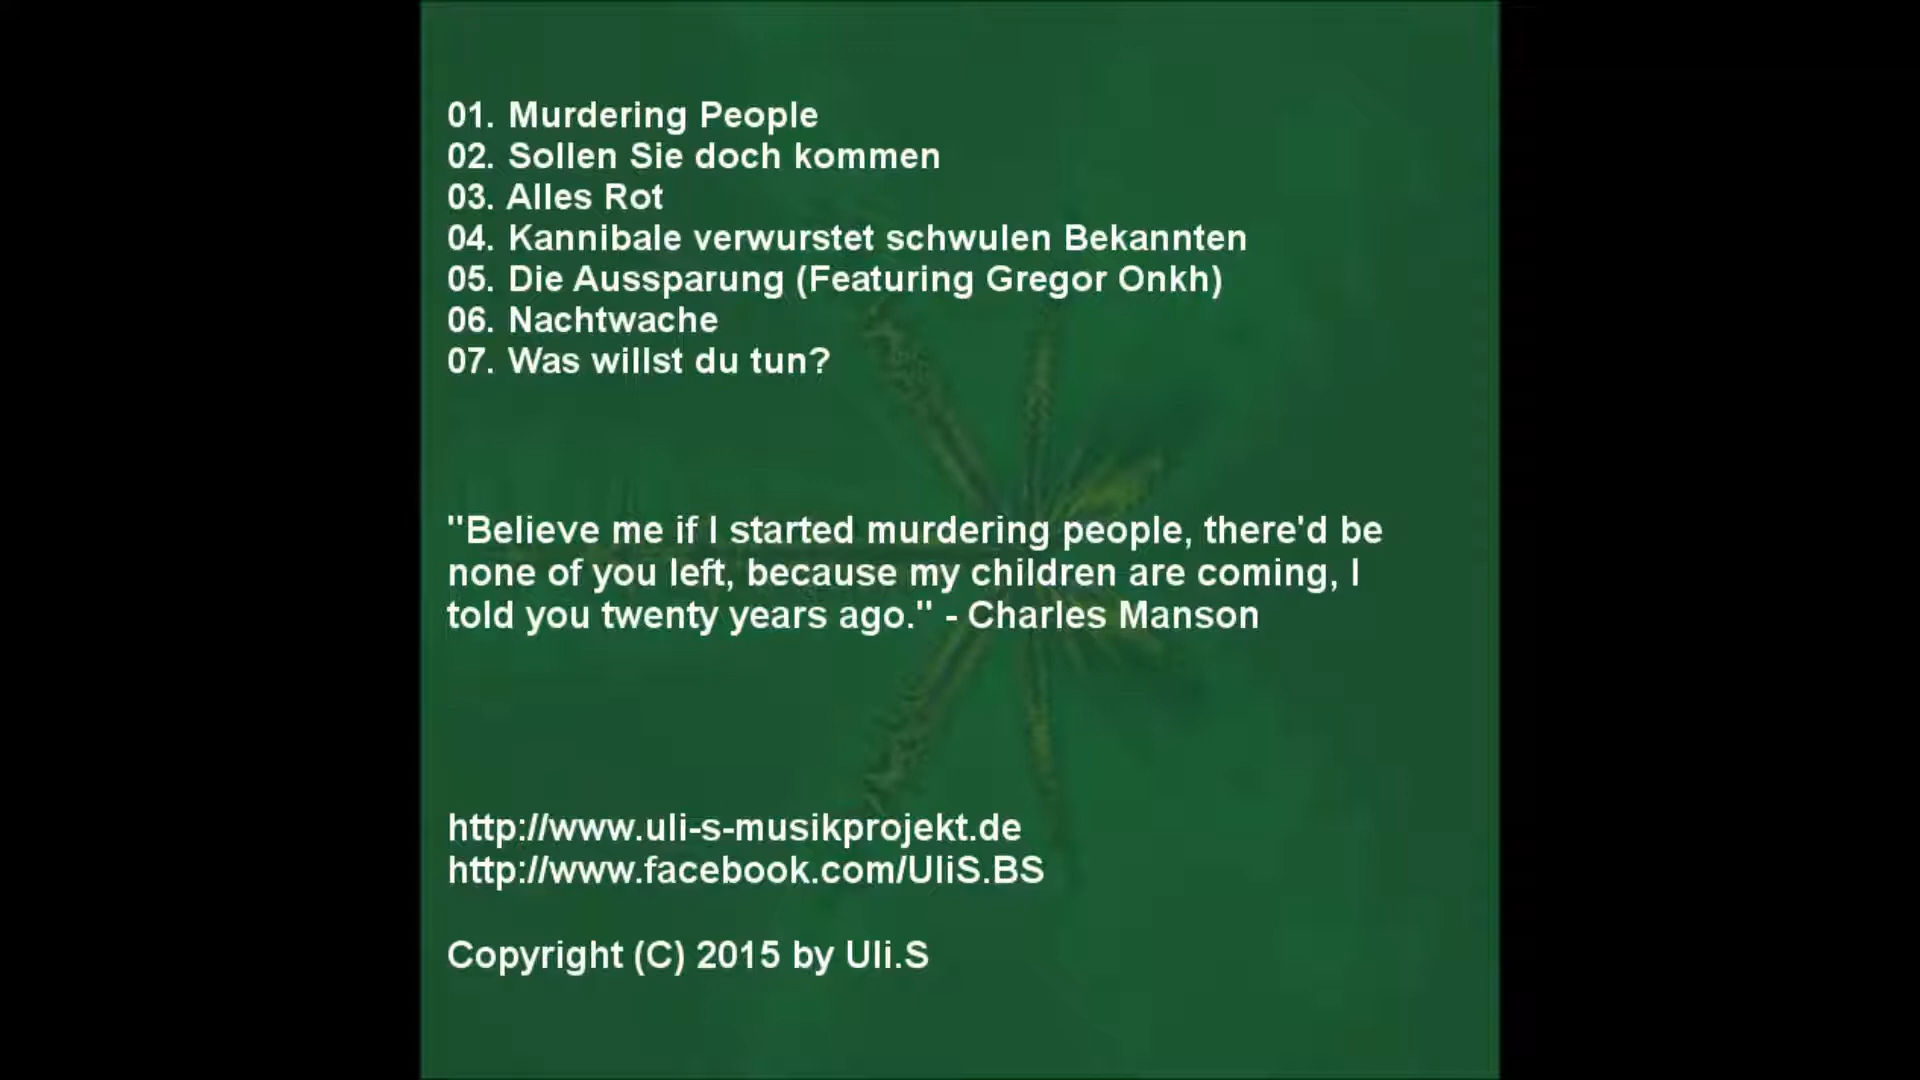 01. Murdering People
02. Sollen Sie doch kommen
03. Alles Rot
04. Kannibale verwurstet schwulen Bekannten
05. Die Aussparung (Featuring Gregor Onkh)
06. Nachtwache
07. Was willst du tun?
"Believe me if I started murdering people, there'd be
none of you left, because my children are coming, I
told you twenty years ago." - Charles Manson
http://www.uli-s-musikprojekt.de
http://www.facebook.com/UliS.BS
Copyright (C) 2015 by Uli.S